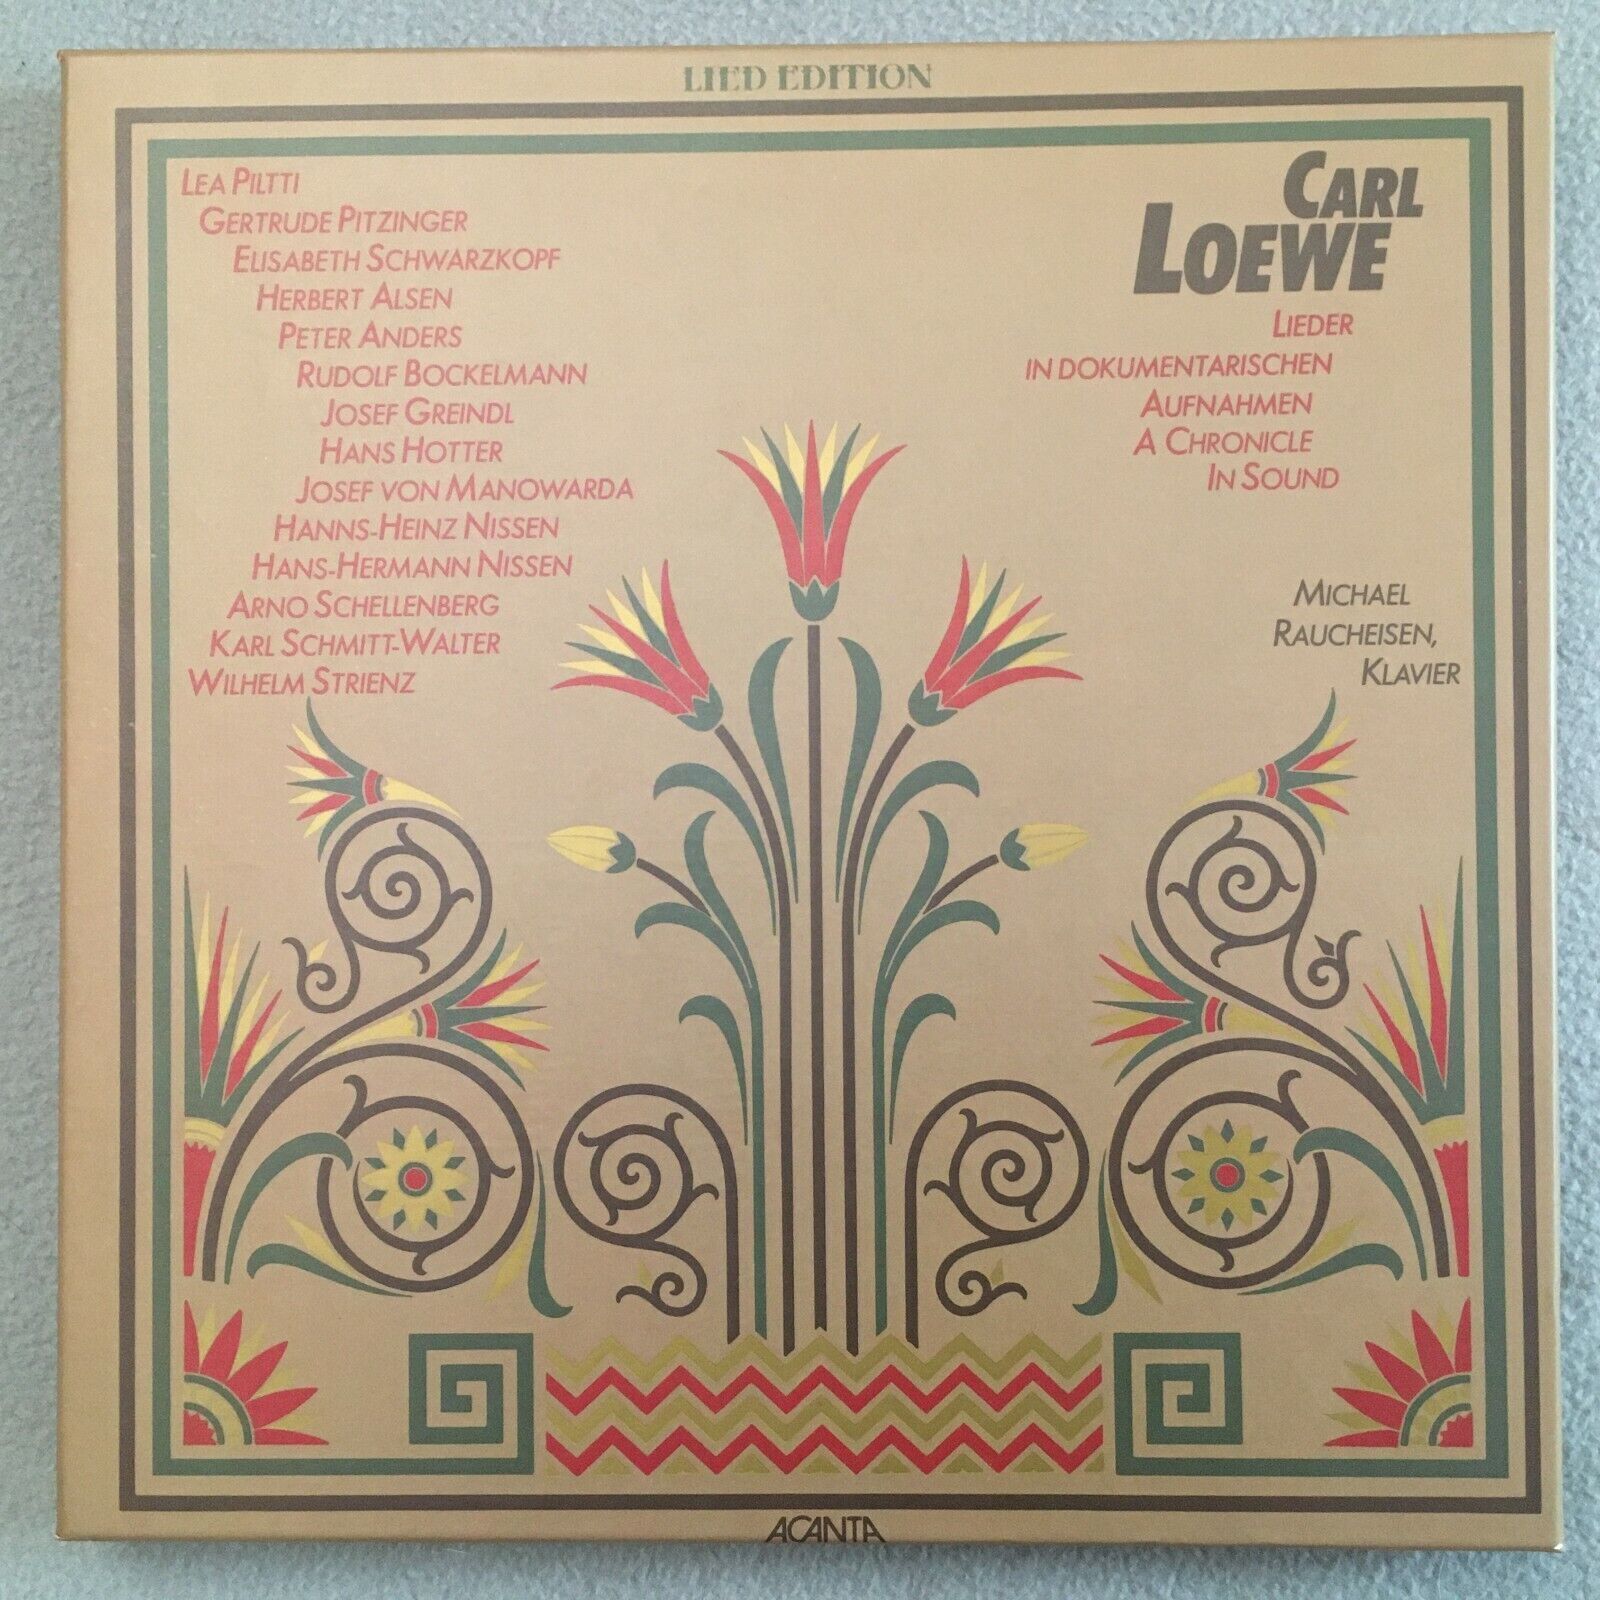 LIED EDITION
LEA PILTTI
GERTRUDE PITZINGER
ELISABETH SCHWARZKOPF
HERBERT ALSEN
PETER ANDERS
RUDOLF BOCKELMANN
JOSEF GREINDL
HANS HOTTER
JOSEF VON MANOWARDA
HANNS-HEINZ NISSEN
HANS-HERMANN NISSEN
ARNO SCHELLENBERG
KARL SCHMITT-WALTER
WILHELM STRIENZ
CARL
LOEWE
LIEDER
IN DOKUMENTARISCHEN
AUFNAHMEN
A CHRONICLE
IN SOUND
MICHAEL
RAUCHEISEN,
KLAVIER
ACANTA